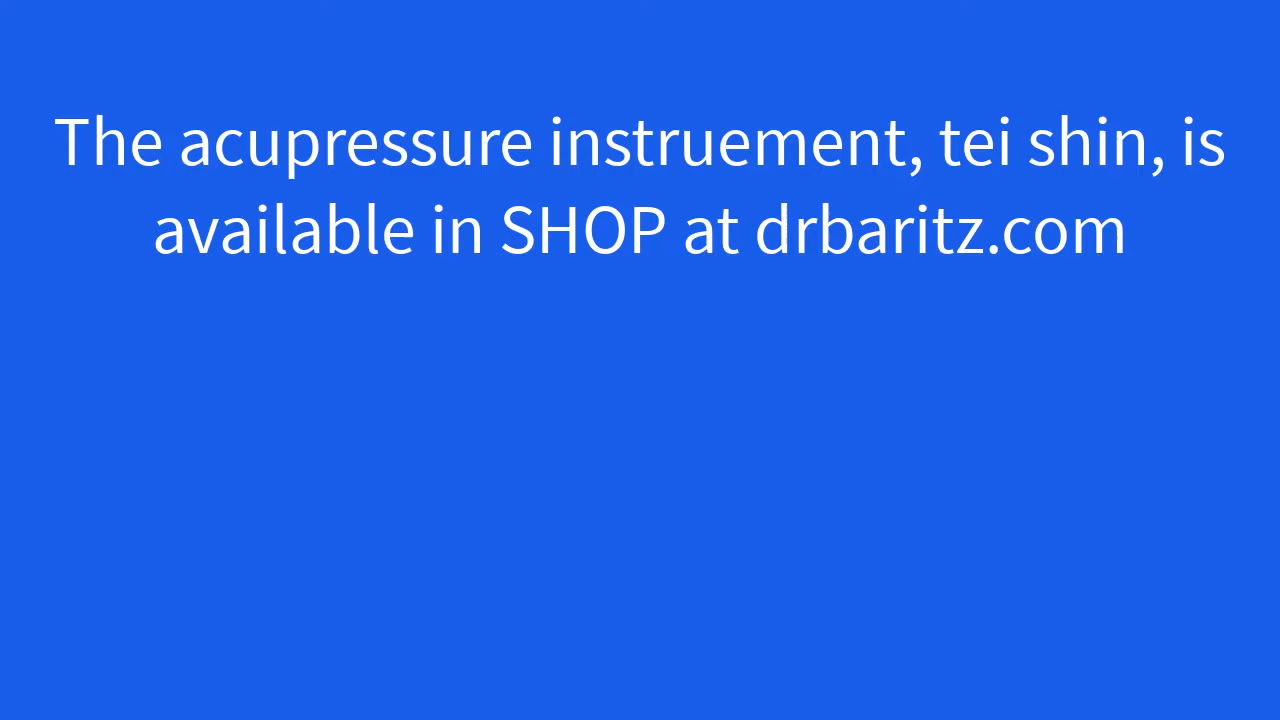 The acupressure instruement, tei shin, is
available in SHOP at drbaritz.com